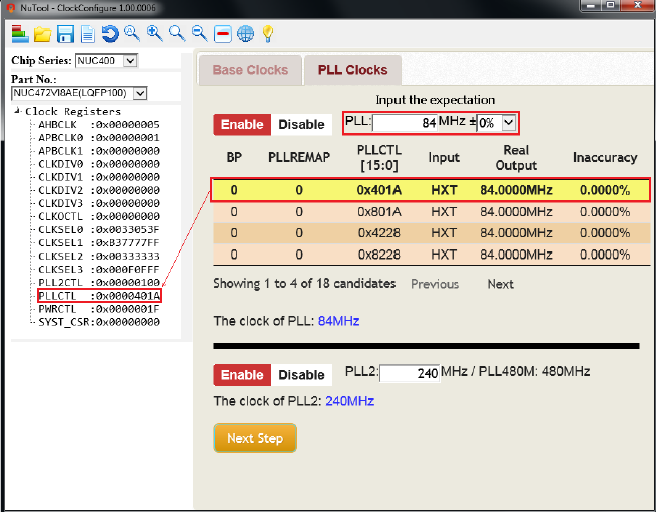 NuTool - ClockConfigure 1.00.0006
Chip Series: NUC400
Part No.:
NUC472VI8AE(LQFP100)
Clock Registers
AHBCLK :0x00000005
APBCLK0 :0x00000001
APBCLK1 :0x00000000
CLKDIV0 :0x00000000
CLKDIV1 :0x00000000
CLKDIV2 :0x00000000
CLKDIV3 :0x00000000
CLKOCTL :0x00000000
CLKSEL0 :0x0033053F
CLKSEL1 :0xB37777FF
CLKSEL2 :0x00333333
CLKSEL3 :0x000F0FFF
PLL2CTL :0x00000100
PLLCTL :0x0000401A
PWRCTL :0x0000001F
SYST_CSR:0x00000000
Base Clocks PLL Clocks
Input the expectation
Enable Disable PLL: 84 MHz ± 0%
BP PLLREMAP PLLCTL [15:0] Input Real Output Inaccuracy
0 0 0x401A HXT 84.0000MHz 0.0000%
0 0 0x801A HXT 84.0000MHz 0.0000%
0 0 0x4228 HXT 84.0000MHz 0.0000%
0 0 0x8228 HXT 84.0000MHz 0.0000%
Showing 1 to 4 of 18 candidates Previous Next
The clock of PLL: 84MHz
Enable Disable PLL2: 240 MHz / PLL480M: 480MHz
The clock of PLL2: 240MHz
Next Step